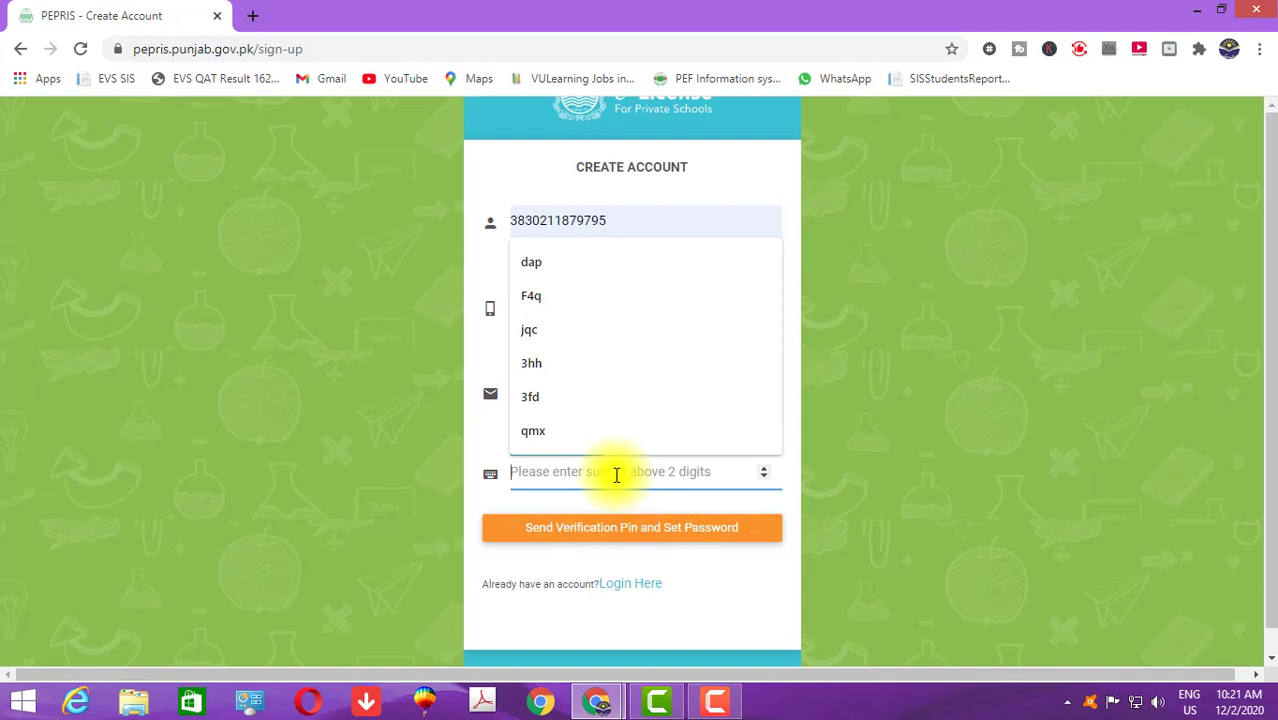 PEPRIS - Create Account
pepris.punjab.gov.pk/sign-up
Apps EVS SIS EVS QAT Result 162... Gmail YouTube Maps VULearning Jobs in... PEF Information sys... WhatsApp SISStudentsReport...
For Private Schools
CREATE ACCOUNT
3830211879795
dap
F4q
jqc
3hh
3fd
qmx
Please enter above 2 digits
Send Verification Pin and Set Password
Already have an account?Login Here
ENG 10:21 AM
US 12/2/2020